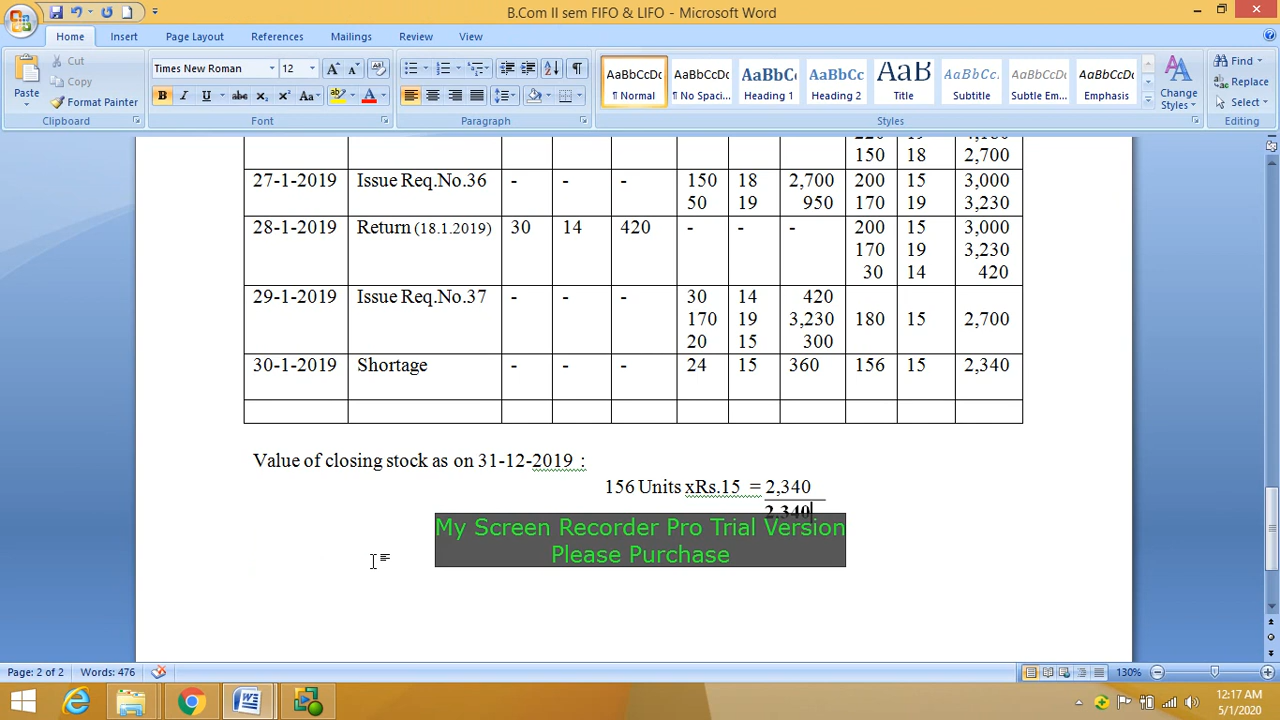 B.Com II sem FIFO & LIFO - Microsoft Word
Home Insert Page Layout References Mailings Review View
Paste
Cut
Copy
Format Painter
Clipboard
Times New Roman 12
B I U abc x₂ x² Aa
Font
Paragraph
AaBbCcDc AaBbCcDc AaBbCc AaBbCc AaB AaBbCc. AaBbCcDc AaBbCcDc
¶ Normal ¶ No Spaci... Heading 1 Heading 2 Title Subtitle Subtle Em... Emphasis
Change Styles
Styles
Find
Replace
Select
Editing
150 18 2,700
27-1-2019 Issue Req.No.36 - - - 150 18 2,700 200 15 3,000
50 19 950 170 19 3,230
28-1-2019 Return (18.1.2019) 30 14 420 - - - 200 15 3,000
170 19 3,230
30 14 420
29-1-2019 Issue Req.No.37 - - - 30 14 420
170 19 3,230 180 15 2,700
20 15 300
30-1-2019 Shortage - - - 24 15 360 156 15 2,340
Value of closing stock as on 31-12-2019 :
156 Units xRs.15 = 2,340
2,340
My Screen Recorder Pro Trial Version
Please Purchase
Page: 2 of 2 Words: 476 130%
12:17 AM
5/1/2020